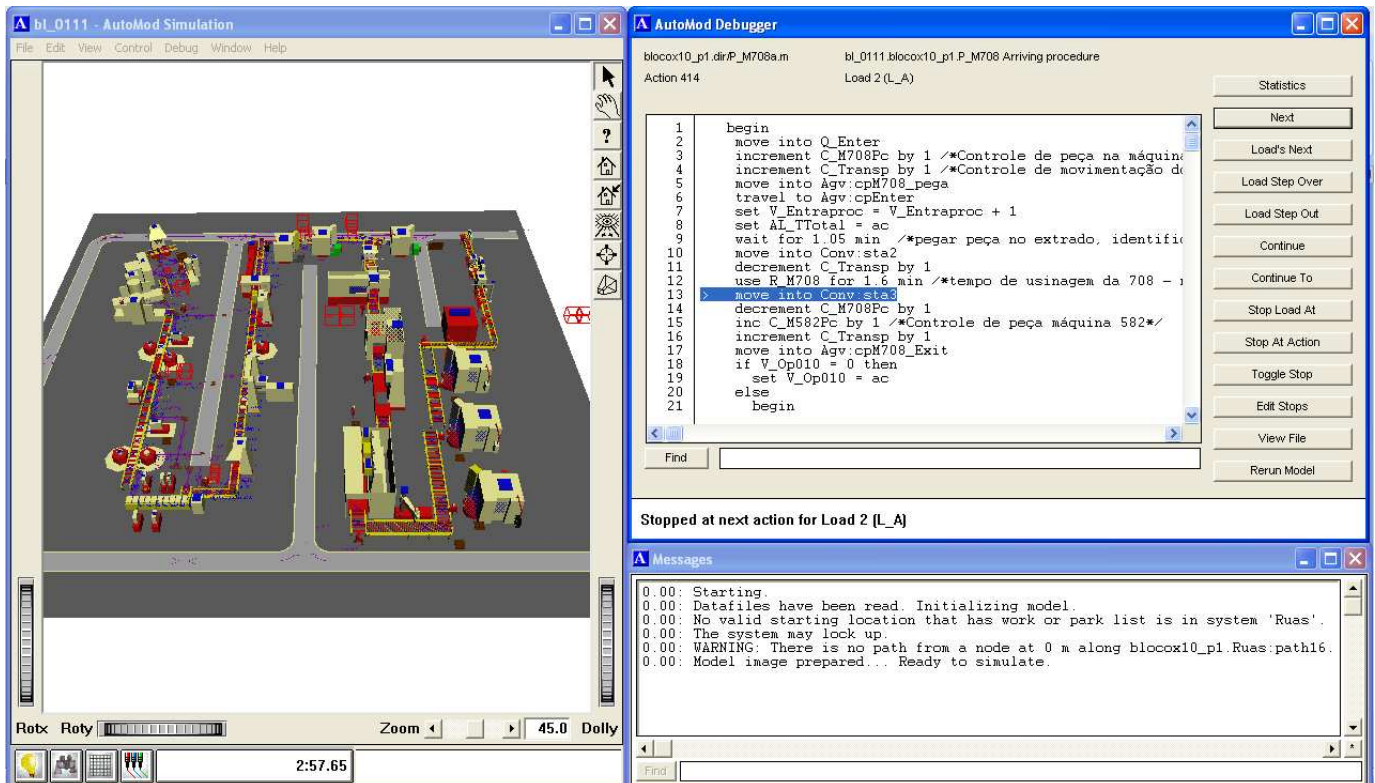 bl_0111 - AutoMod Simulation
File Edit View Control Debug Window Help
Rotx Roty
Zoom
45.0
Dolly
2:57.65
AutoMod Debugger
blocox10_p1.dir/P_M708a.m
bl_0111.blocox10_p1.P_M708 Arriving procedure
Action 414
Load 2 (L_A)
1 begin
2 move into Q_Enter
3 increment C_M708Pc by 1 /*Controle de peça na máquina
4 increment C_Transp by 1 /*Controle de movimentação
5 move into Agv:cpM708_pega
6 travel to Agv:cpEnter
7 set V_Entraproc = V_Entraproc + 1
8 set AL_TTotal = ac
9 wait for 1.05 min /*pegar peça no extrado,
10 move into Conv:sta2
11 decrement C_Transp by 1
12 use R_M708 for 1.6 min /*tempo de usinagem da 708 -
13 > move into Conv:sta3
14 decrement C_M708Pc by 1
15 inc C_M582Pc by 1 /*Controle de peça máquina 582*/
16 increment C_Transp by 1
17 move into Agv:cpM708_Exit
18 if V_Op010 = 0 then
19 set V_Op010 = ac
20 else
21 begin
Find
Statistics
Next
Load's Next
Load Step Over
Load Step Out
Continue
Continue To
Stop Load At
Stop At Action
Toggle Stop
Edit Stops
View File
Rerun Model
Stopped at next action for Load 2 (L_A)
Messages
0.00: Starting.
0.00: Datafiles have been read. Initializing model.
0.00: No valid starting location that has work or park list is in system 'Ruas'.
0.00: The system may lock up.
0.00: WARNING: There is no path from a node at 0 m along blocox10_p1.Ruas:path16.
0.00: Model image prepared... Ready to simulate.
Find